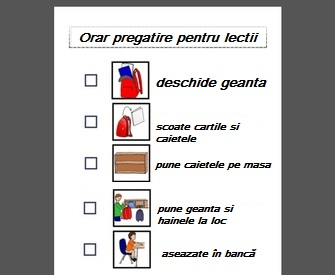 Orar pregatire pentru lectii
deschide geanta
scoate cartile si
caietele
pune caietele pe masa
pune geanta si
hainele la loc
aseazate în bancă